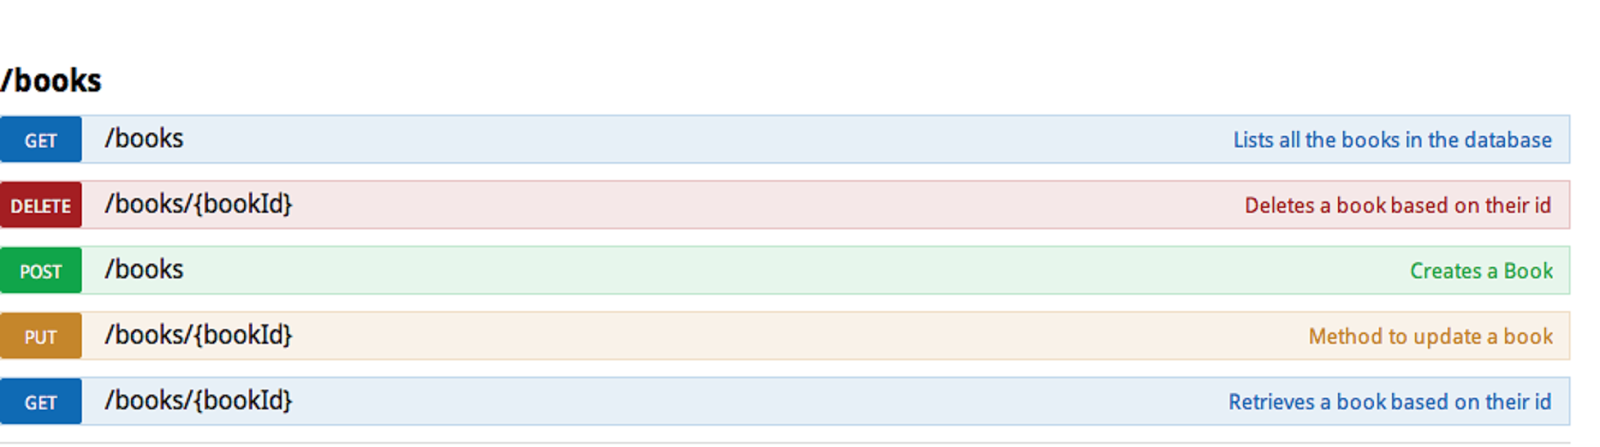 /books
GET /books Lists all the books in the database
DELETE /books/{bookId} Deletes a book based on their id
POST /books Creates a Book
PUT /books/{bookId} Method to update a book
GET /books/{bookId} Retrieves a book based on their id